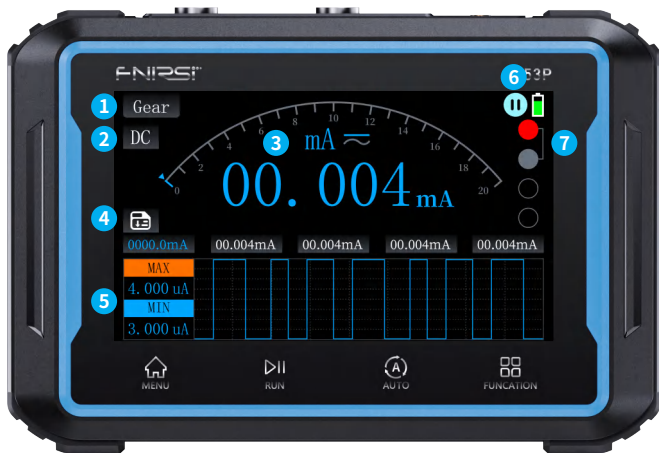 FNIRSI
53P
6
1 Gear
2 DC
3 mA
7
0 2 4 6 8 10 12 14 16 18 20
00.004mA
4
0000.0mA 00.004mA 00.004mA 00.004mA 00.004mA
5
MAX
4.000 uA
MIN
3.000 uA
MENU RUN AUTO FUNCATION
A